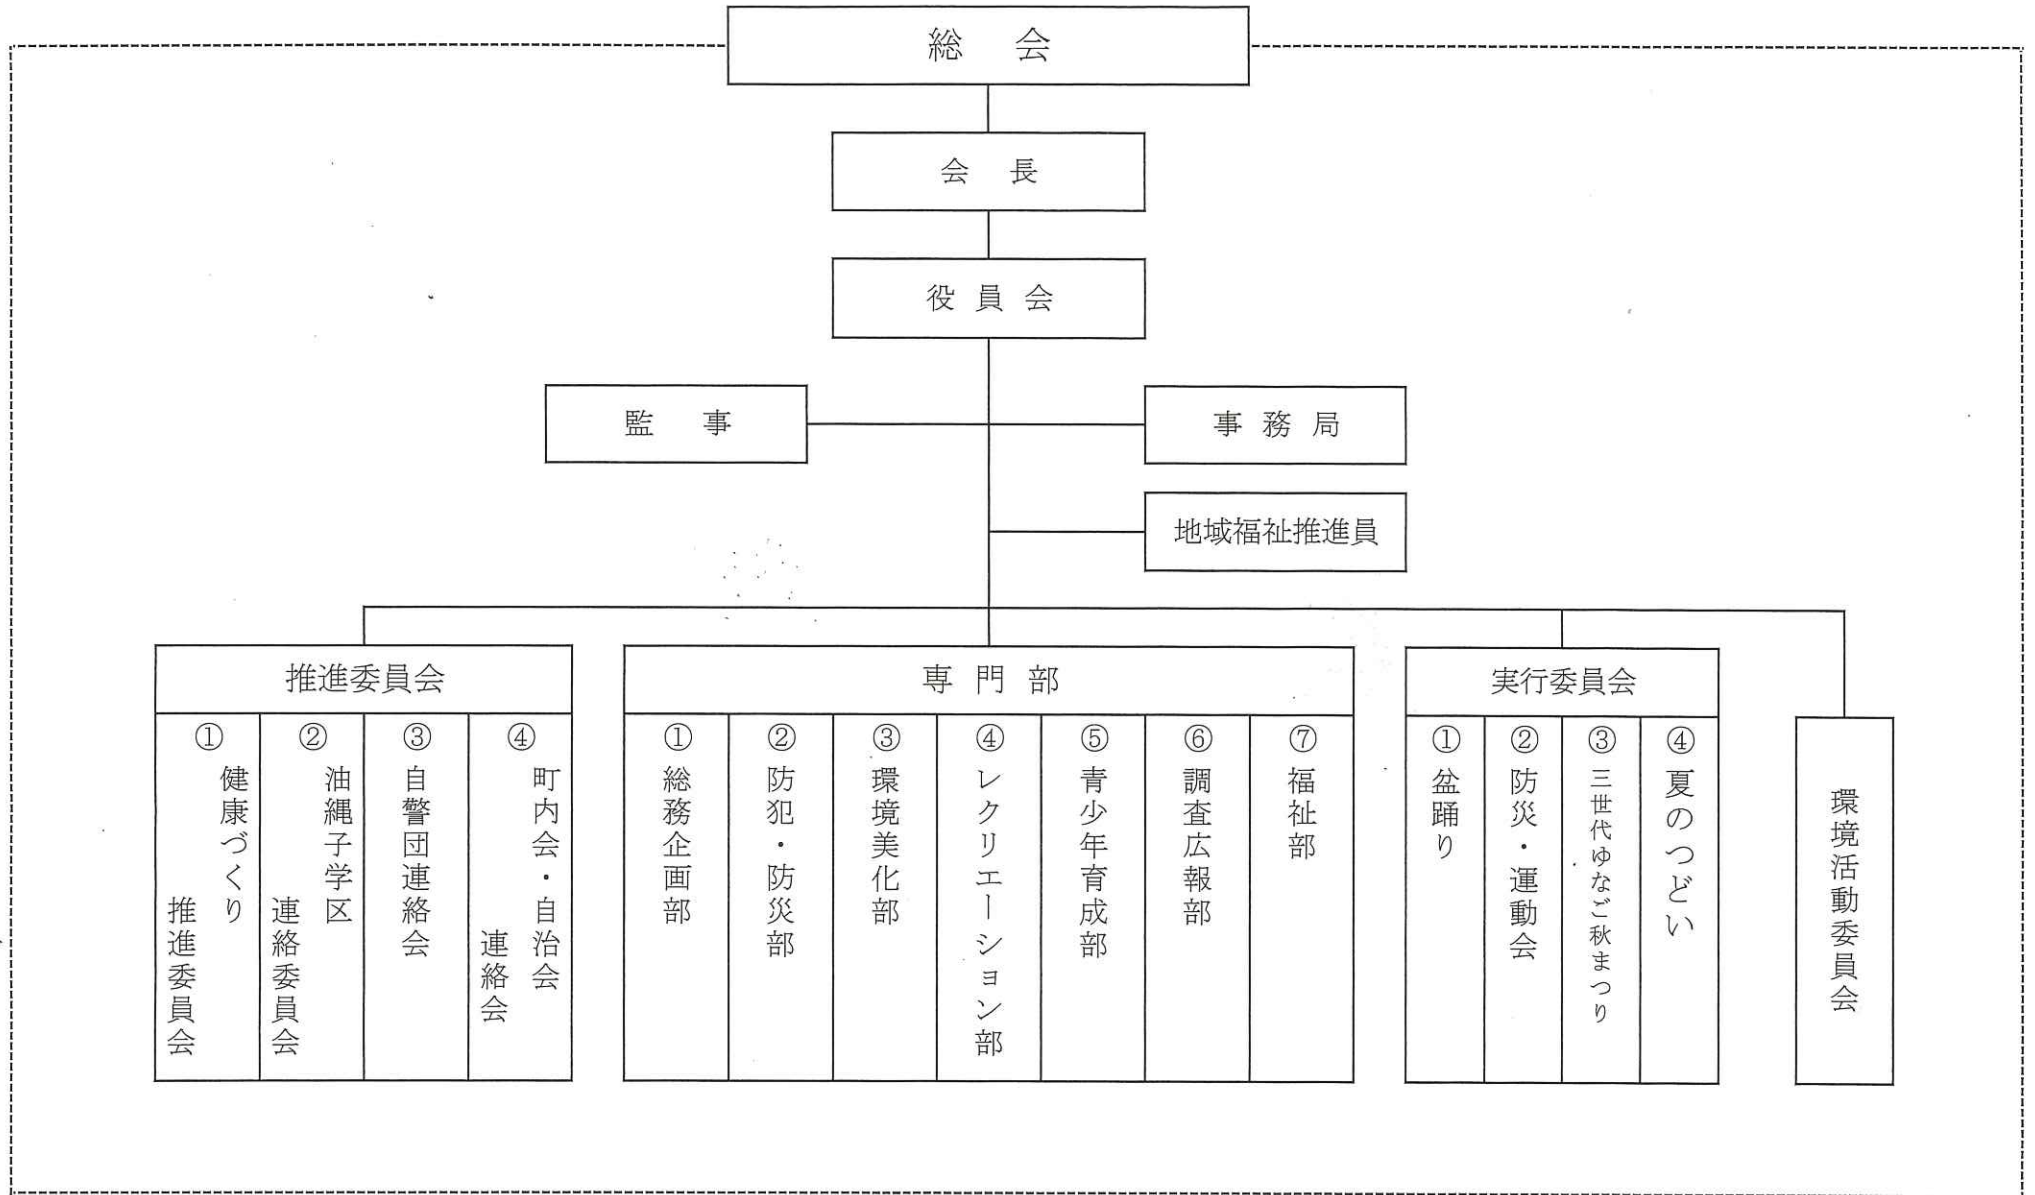 総　会
会　長
役 員 会
監　事
事 務 局
地域福祉推進員
推進委員会
①
健康づくり
推進委員会
②
油縄子学区
連絡委員会
③
自警団連絡会
④
町内会・自治会
連絡会
専 門 部
①
総務企画部
②
防犯・防災部
③
環境美化部
④
レクリエーション部
⑤
青少年育成部
⑥
調査広報部
⑦
福祉部
実行委員会
①
盆踊り
②
防災・運動会
③
三世代ゆなご秋まつり
④
夏のつどい
環境活動委員会